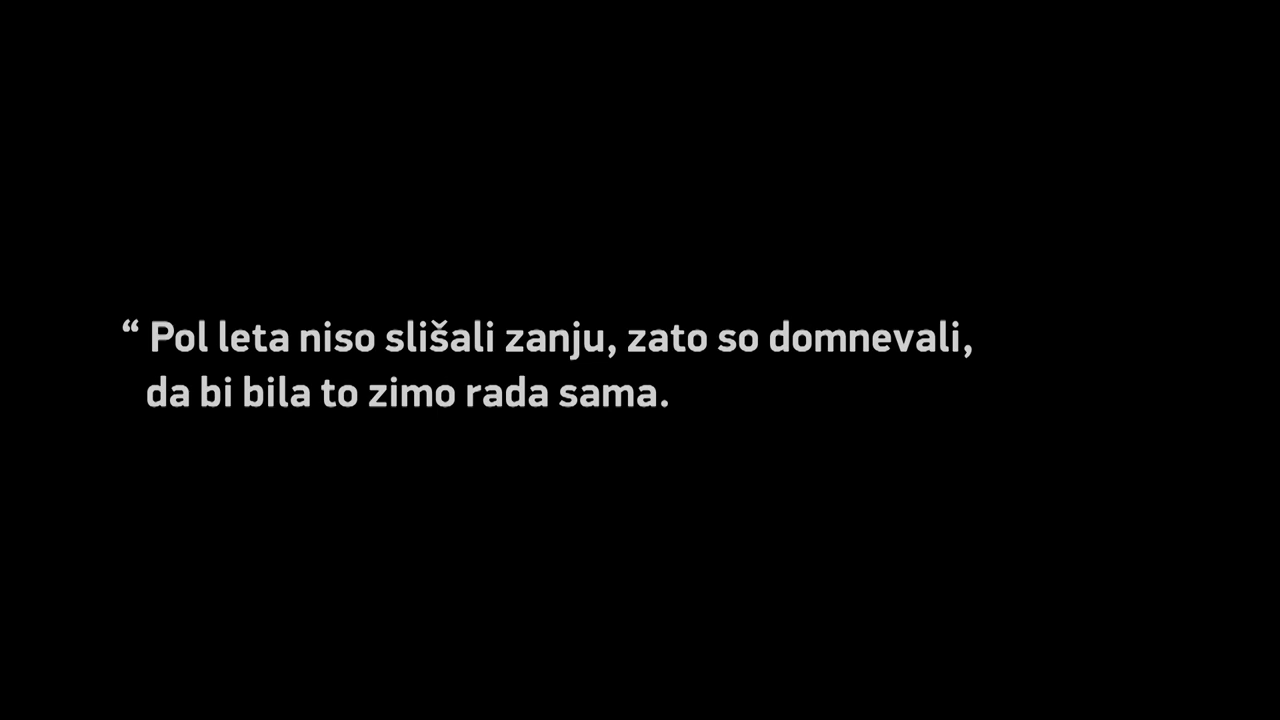 “ Pol leta niso slišali zanju, zato so domnevali,
da bi bila to zimo rada sama.